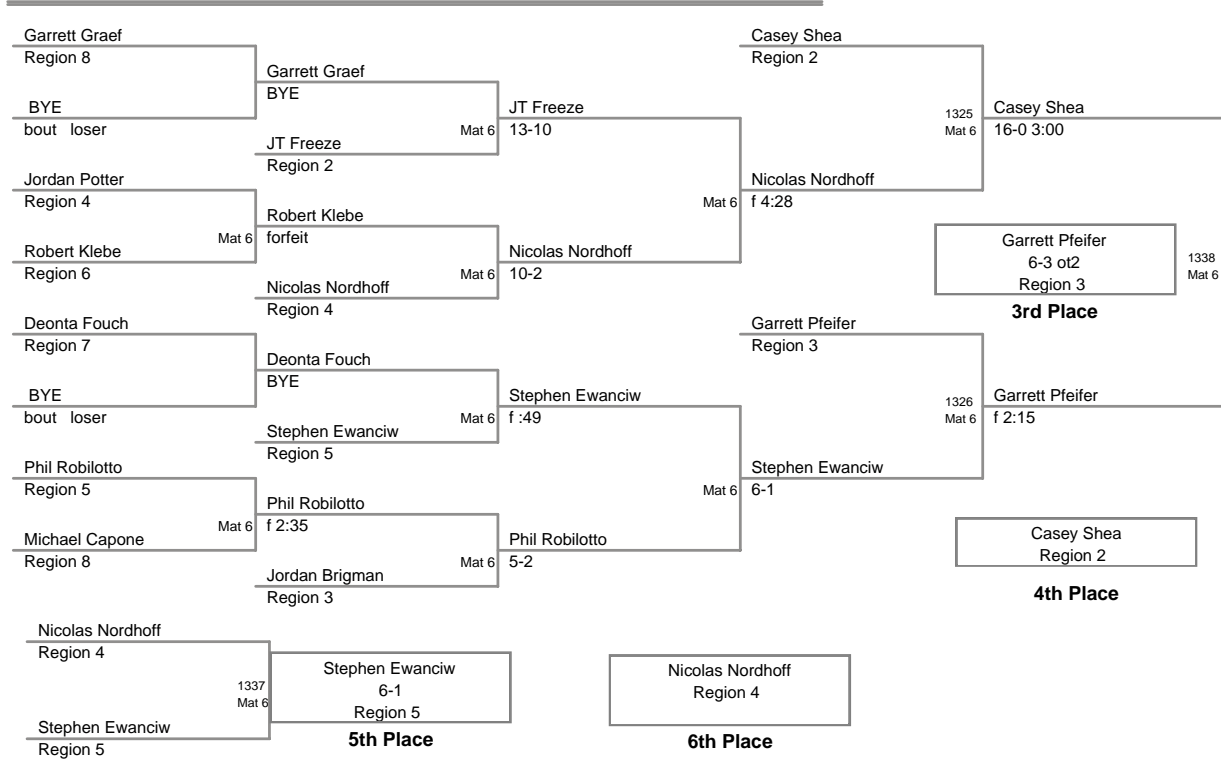 Garrett Graef
Region 8
BYE
bout loser
Garrett Graef
BYE
JT Freeze
Region 2
Mat 6
JT Freeze
13-10
Jordan Potter
Region 4
Mat 6
Robert Klebe
Region 6
Robert Klebe
forfeit
Nicolas Nordhoff
Region 4
Mat 6
Nicolas Nordhoff
10-2
Mat 6
Nicolas Nordhoff
f 4:28
Casey Shea
Region 2
1325
Mat 6
Casey Shea
16-0 3:00
Garrett Pfeifer
6-3 ot2
Region 3
1338
Mat 6
3rd Place
Deonta Fouch
Region 7
BYE
bout loser
Deonta Fouch
BYE
Stephen Ewanciw
Region 5
Mat 6
Stephen Ewanciw
f :49
Phil Robilotto
Region 5
Mat 6
Michael Capone
Region 8
Phil Robilotto
f 2:35
Jordan Brigman
Region 3
Mat 6
Phil Robilotto
5-2
Mat 6
Stephen Ewanciw
6-1
Garrett Pfeifer
Region 3
1326
Mat 6
Garrett Pfeifer
f 2:15
Casey Shea
Region 2
4th Place
Nicolas Nordhoff
Region 4
1337
Mat 6
Stephen Ewanciw
Region 5
Stephen Ewanciw
6-1
Region 5
5th Place
Nicolas Nordhoff
Region 4
6th Place